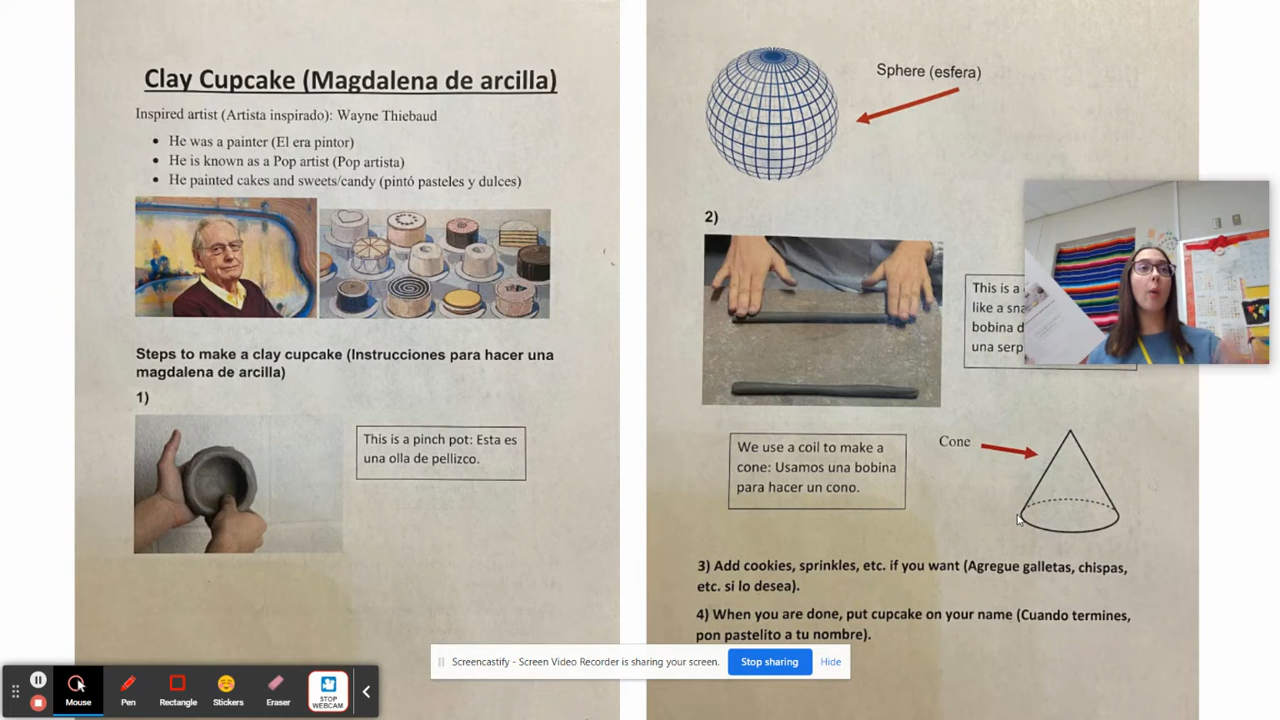 Clay Cupcake (Magdalena de arcilla)
Inspired artist (Artista inspirado): Wayne Thiebaud
• He was a painter (El era pintor)
• He is known as a Pop artist (Pop artista)
• He painted cakes and sweets/candy (pintó pasteles y dulces)
Steps to make a clay cupcake (Instrucciones para hacer una
magdalena de arcilla)
1)
This is a pinch pot: Esta es
una olla de pellizco.
Sphere (esfera)
2)
This is a
like a
bobina
una
We use a coil to make a
cone: Usamos una bobina
para hacer un cono.
Cone
3) Add cookies, sprinkles, etc. if you want (Agregue galletas, chispas,
etc. si lo desea).
4) When you are done, put cupcake on your name (Cuando termines,
pon pastelito a tu nombre).
Screencastify - Screen Video Recorder is sharing your screen.
Stop sharing
Hide
Mouse
Pen
Rectangle
Stickers
Eraser
STOP
WEBCAM